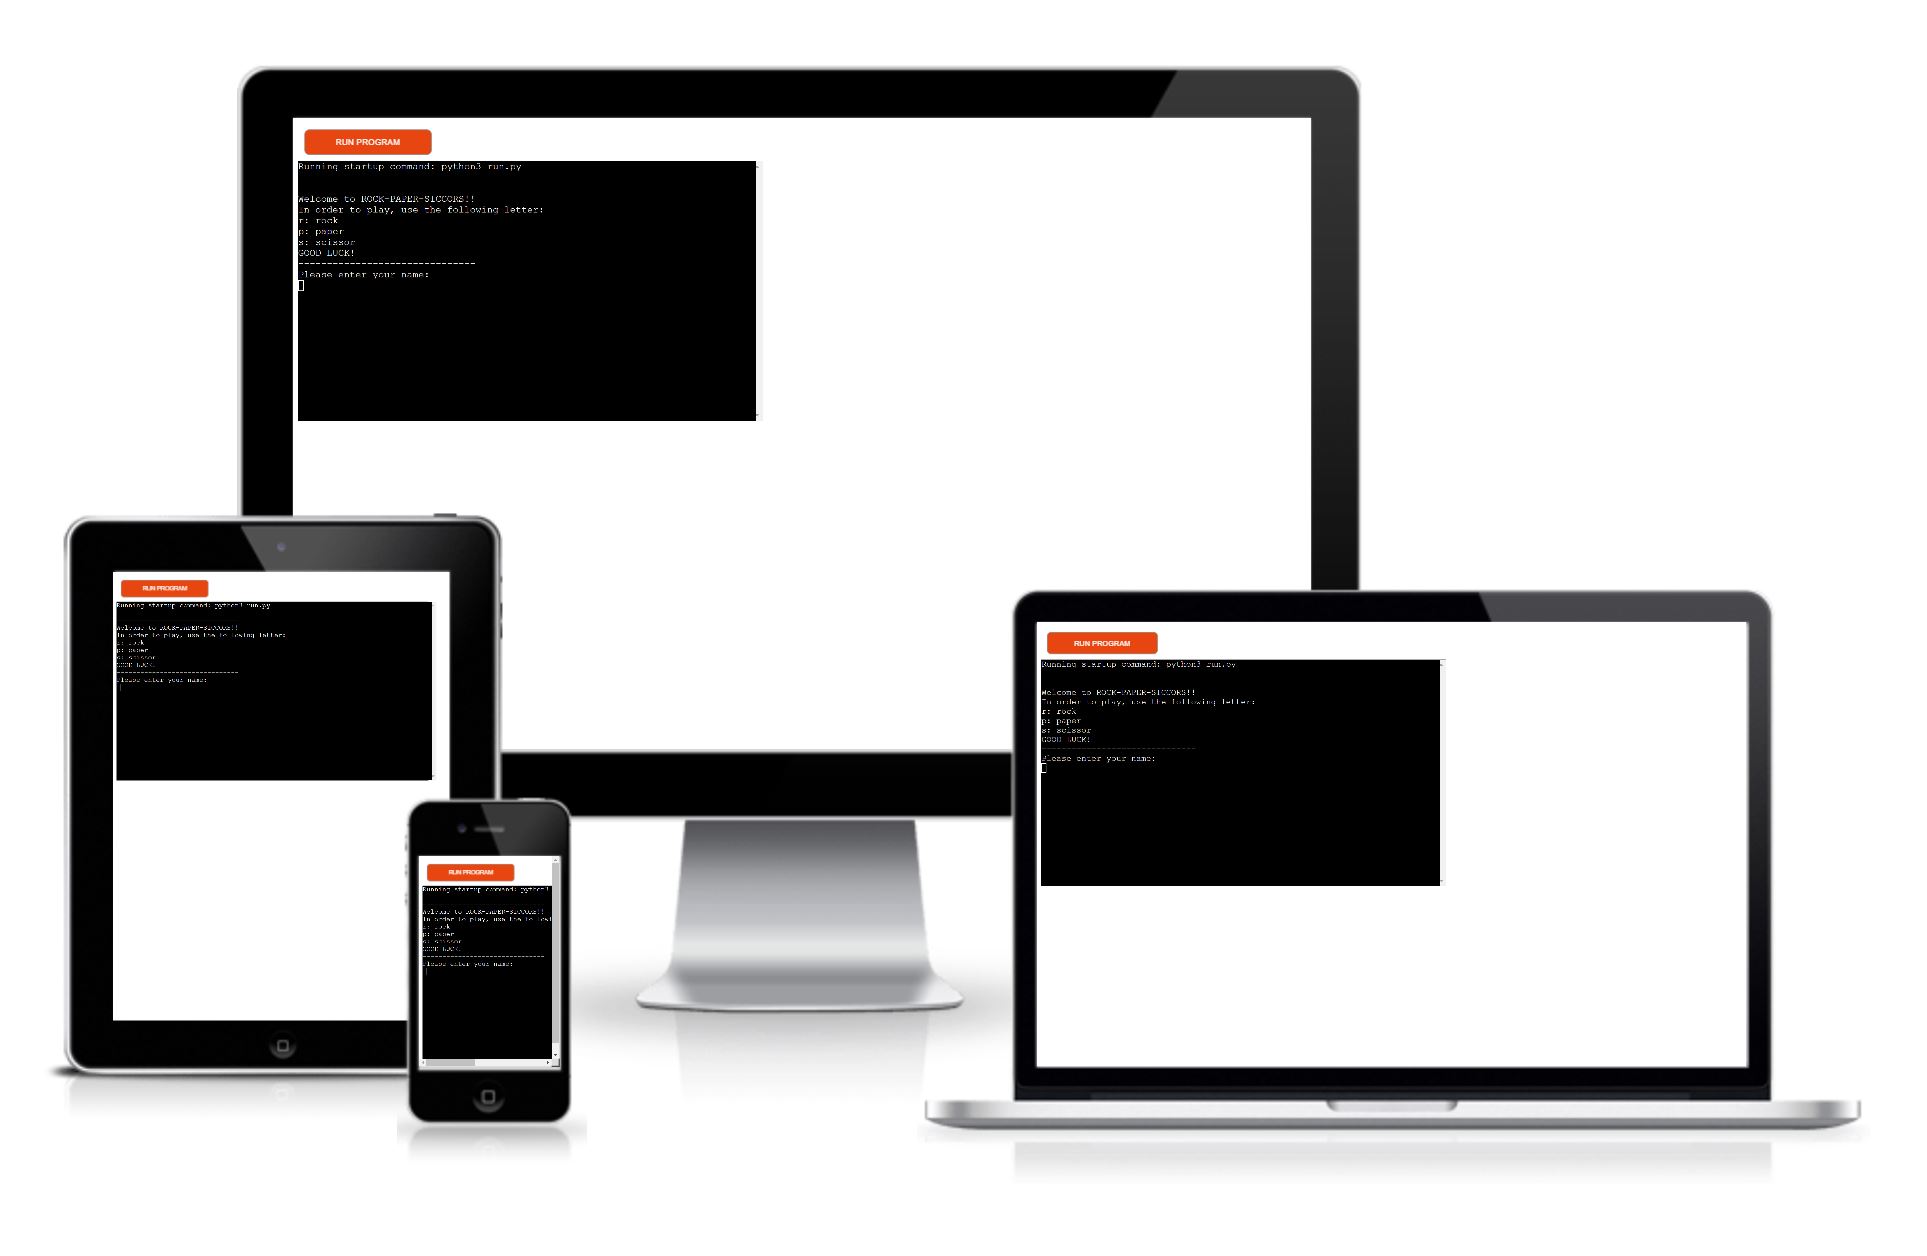 RUN PROGRAM
Running startup command: python3 run.py
Welcome to ROCK-PAPER-SICCORS!!
In order to play, use the following letter:
r: rock
p: paper
s: scissor
GOOD LUCK!
-------------------------------
Please enter your name:
RUN PROGRAM
Running startup command: python3 run.py
Welcome to ROCK-PAPER-SICCORS!!
In order to play, use the following letter:
r: rock
p: paper
s: scissor
GOOD LUCK!
-------------------------------
Please enter your name:
RUN PROGRAM
Running startup command: python3
Welcome to ROCK-PAPER-SICCORS!!
In order to play, use the followi
r: rock
p: paper
s: scissor
GOOD LUCK!
-------------------------------
Please enter your name:
RUN PROGRAM
Running startup command: python3 run.py
Welcome to ROCK-PAPER-SICCORS!!
In order to play, use the following letter:
r: rock
p: paper
s: scissor
GOOD LUCK!
-------------------------------
Please enter your name: